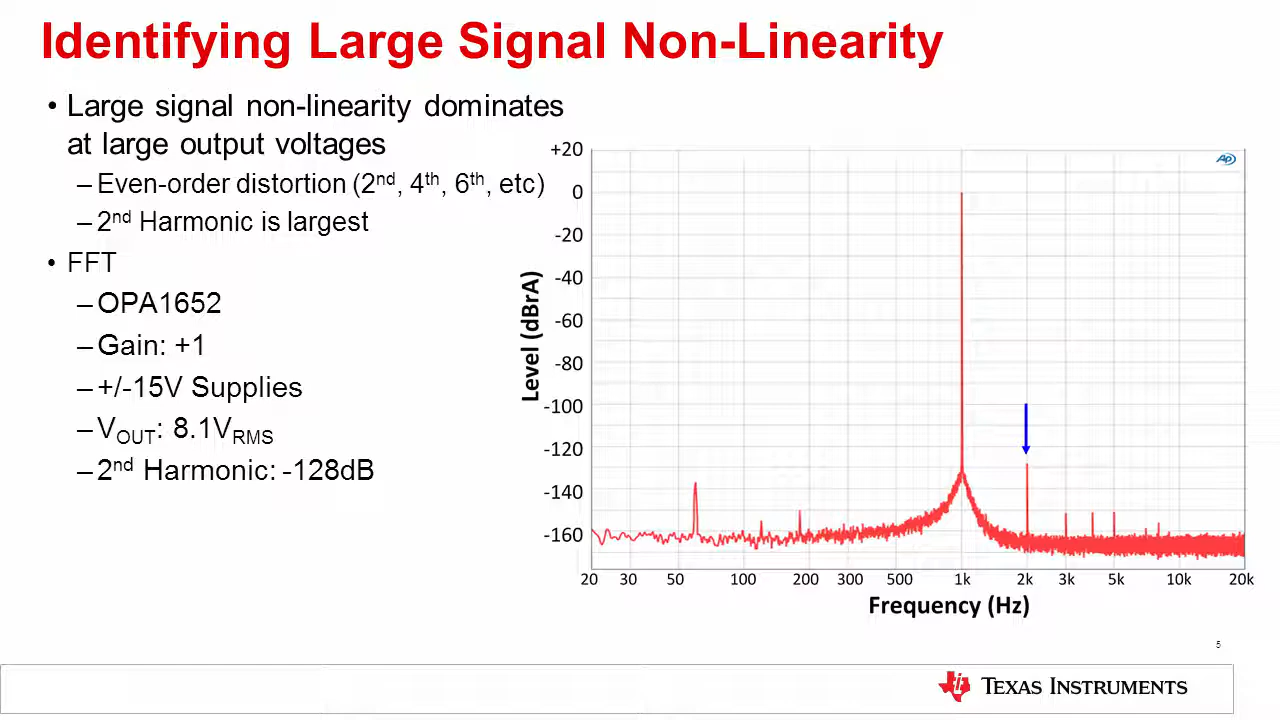 Identifying Large Signal Non-Linearity
• Large signal non-linearity dominates
at large output voltages
– Even-order distortion (2nd, 4th, 6th, etc)
– 2nd Harmonic is largest
• FFT
– OPA1652
– Gain: +1
– +/-15V Supplies
– VOUT: 8.1VRMS
– 2nd Harmonic: -128dB
AP
Level (dBrA)
+20
0
-20
-40
-60
-80
-100
-120
-140
-160
20 30 50 100 200 300 500 1k 2k 3k 5k 10k 20k
Frequency (Hz)
5
TEXAS INSTRUMENTS